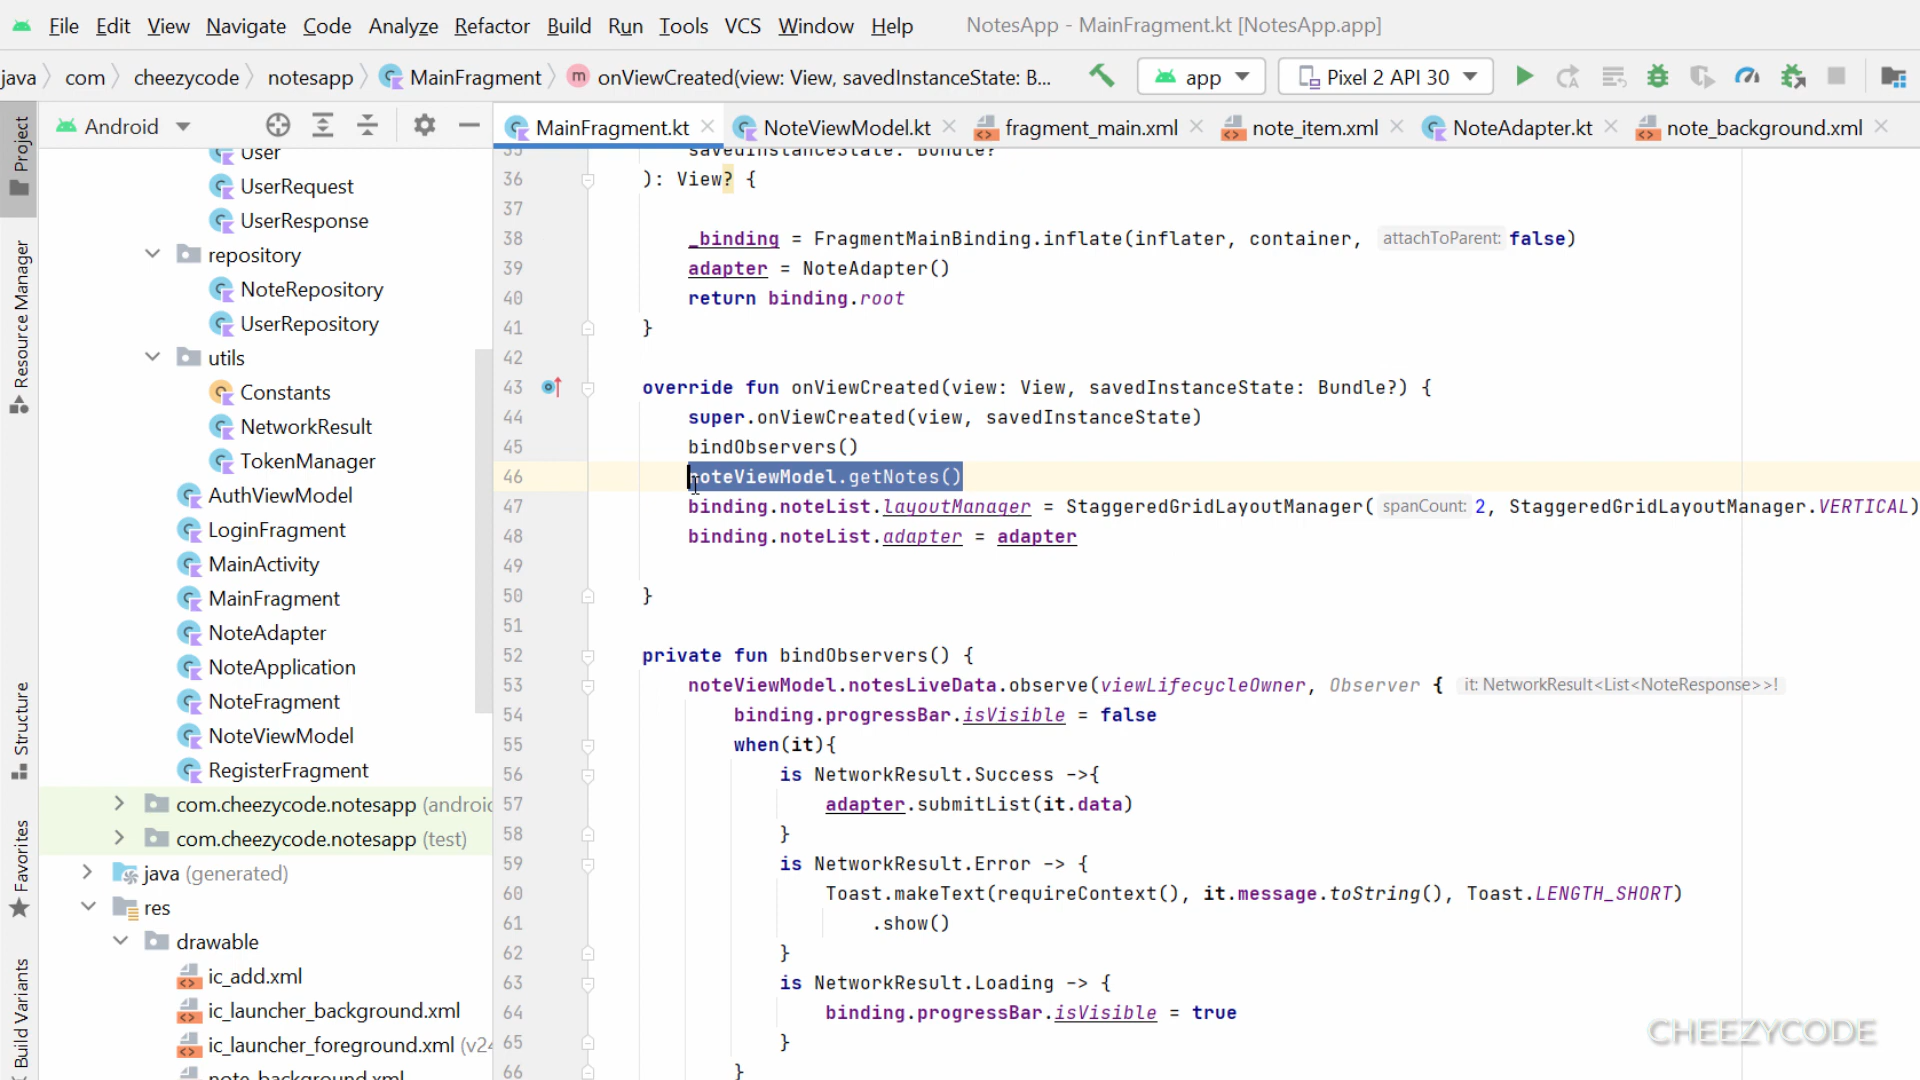 File Edit View Navigate Code Analyze Refactor Build Run Tools VCS Window Help NotesApp - MainFragment.kt [NotesApp.app]
java com cheezycode notesapp MainFragment m onViewCreated(view: View, savedInstanceState: B... app Pixel 2 API 30
Android
MainFragment.kt NoteViewModel.kt fragment_main.xml note_item.xml NoteAdapter.kt note_background.xml
Project
Resource Manager
Structure
Favorites
Build Variants
User
UserRequest
UserResponse
repository
NoteRepository
UserRepository
utils
Constants
NetworkResult
TokenManager
AuthViewModel
LoginFragment
MainActivity
MainFragment
NoteAdapter
NoteApplication
NoteFragment
NoteViewModel
RegisterFragment
com.cheezycode.notesapp (androic
com.cheezycode.notesapp (test)
java (generated)
res
drawable
ic_add.xml
ic_launcher_background.xml
ic_launcher_foreground.xml (v24
note_background.xml
35 savedInstanceState: Bundle?
36 ): View? {
37
38 _binding = FragmentMainBinding.inflate(inflater, container, attachToParent: false)
39 adapter = NoteAdapter()
40 return binding.root
41 }
42
43 override fun onViewCreated(view: View, savedInstanceState: Bundle?) {
44 super.onViewCreated(view, savedInstanceState)
45 bindObservers()
46 noteViewModel.getNotes()
47 binding.noteList.layoutManager = StaggeredGridLayoutManager( spanCount: 2, StaggeredGridLayoutManager.VERTICAL)
48 binding.noteList.adapter = adapter
49
50 }
51
52 private fun bindObservers() {
53 noteViewModel.notesLiveData.observe(viewLifecycleOwner, Observer { it: NetworkResult<List<NoteResponse>>!
54 binding.progressBar.isVisible = false
55 when(it){
56 is NetworkResult.Success ->{
57 adapter.submitList(it.data)
58 }
59 is NetworkResult.Error -> {
60 Toast.makeText(requireContext(), it.message.toString(), Toast.LENGTH_SHORT)
61 .show()
62 }
63 is NetworkResult.Loading -> {
64 binding.progressBar.isVisible = true
65 }
66 }
CHEEZYCODE